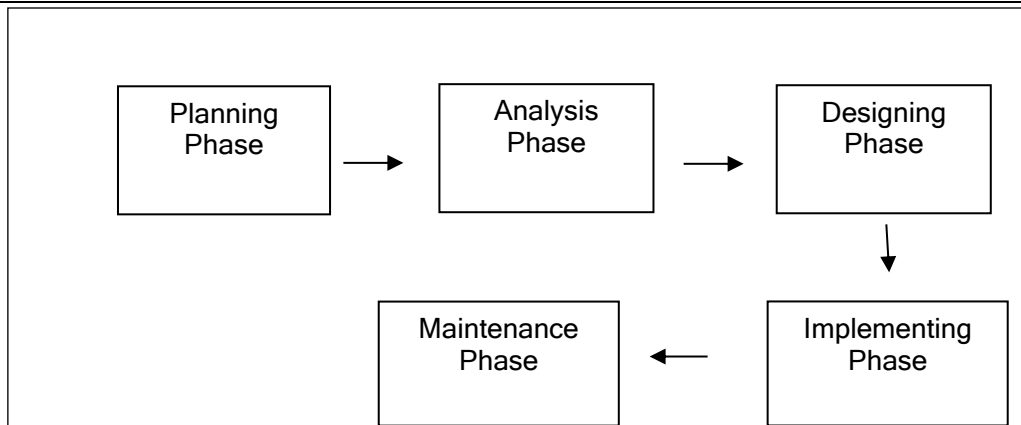 Planning
Phase
Analysis
Phase
Designing
Phase
Implementing
Phase
Maintenance
Phase